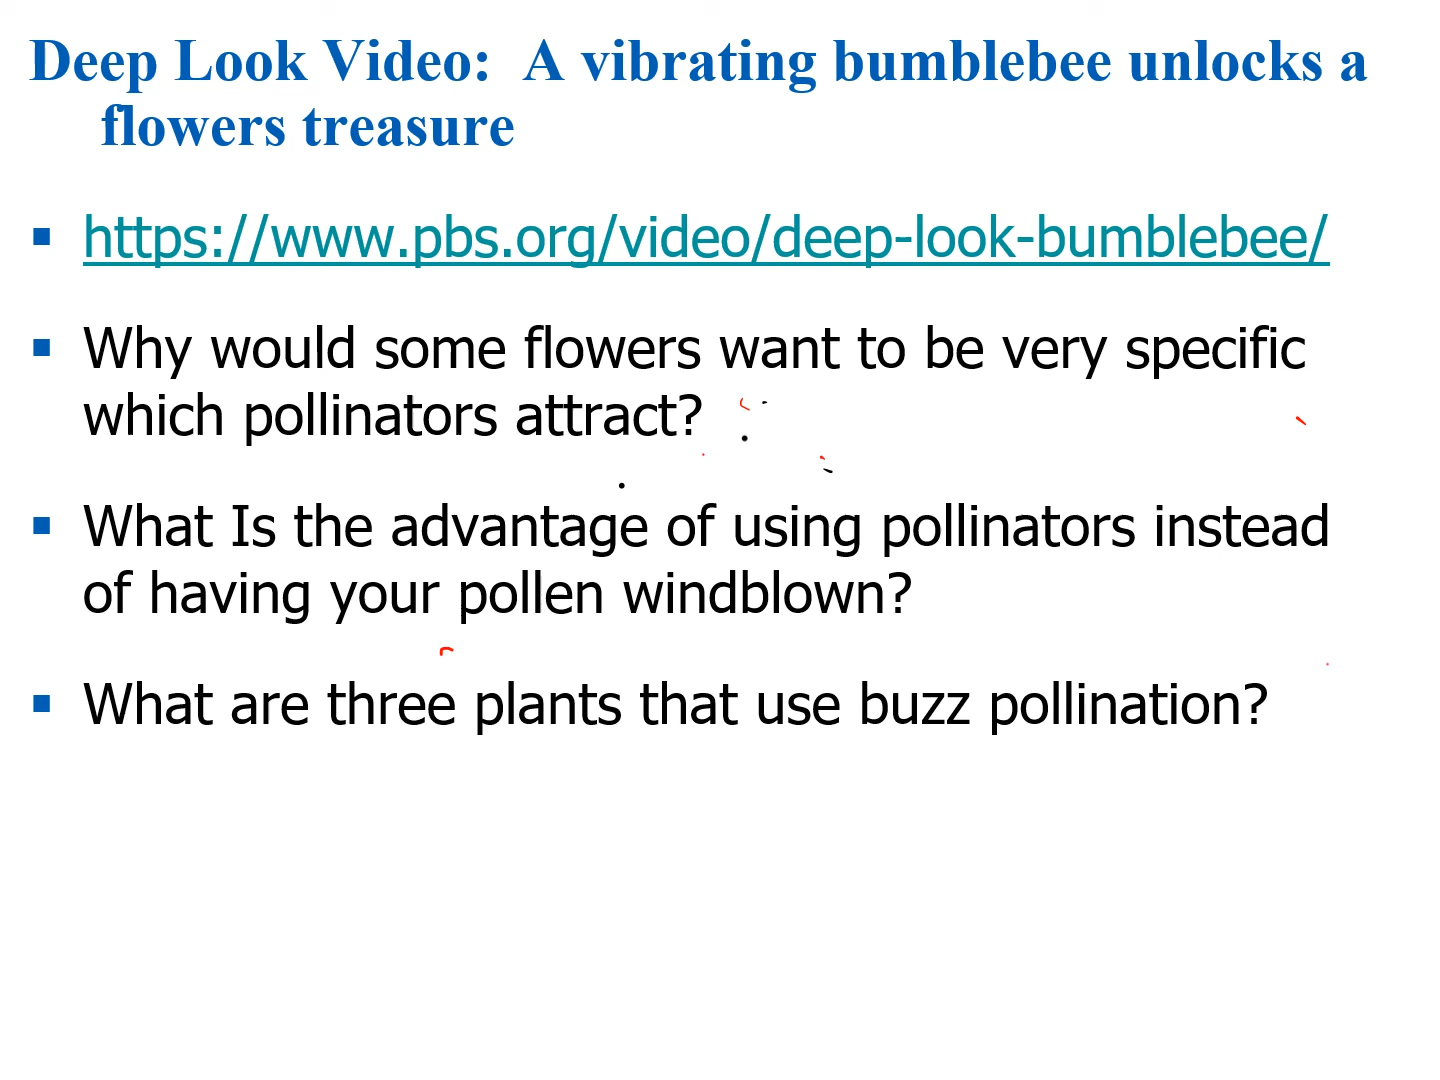 Deep Look Video: A vibrating bumblebee unlocks a
flowers treasure
https://www.pbs.org/video/deep-look-bumblebee/
Why would some flowers want to be very specific
which pollinators attract?
What Is the advantage of using pollinators instead
of having your pollen windblown?
What are three plants that use buzz pollination?